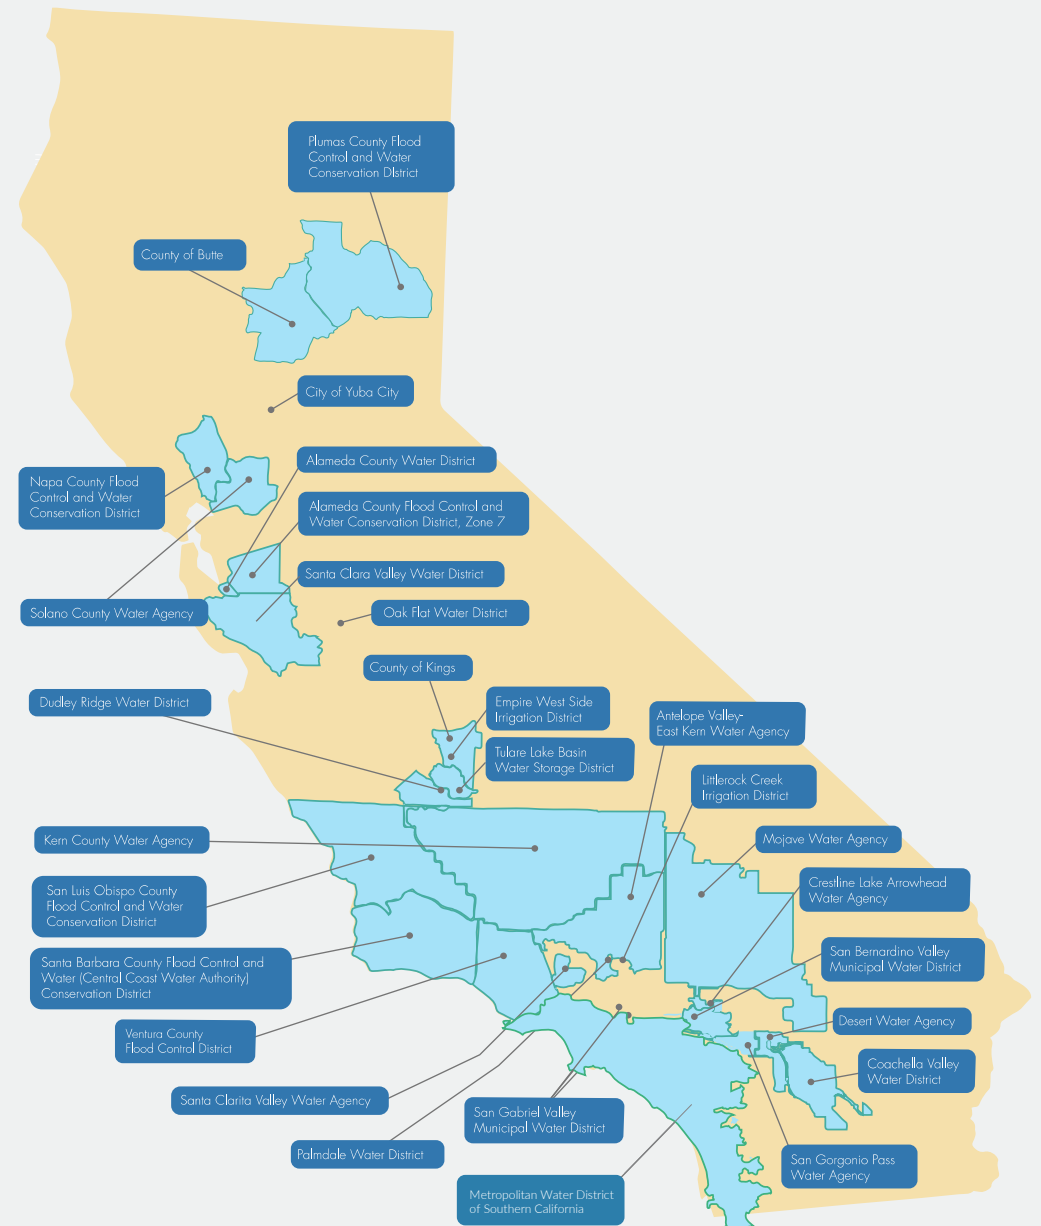 Plumas County Flood
Control and Water
Conservation DIstrict
County of Butte
City of Yuba City
Alameda County Water District
Napa County Flood
Control and Water
Conservation District
Alameda County Flood Control and
Water Conservation District, Zone 7
Santa Clara Valley Water District
Solano County Water Agency
Oak Flat Water District
County of Kings
Dudley Ridge Water District
Empire West Side
Irrigation District
Antelope Valley-
East Kern Water Agency
Tulare Lake Basin
Water Storage District
Littlerock Creek
Irrigation District
Kern County Water Agency
Mojave Water Agency
San Luis Obispo County
Flood Control and Water
Conservation District
Crestline Lake Arrowhead
Water Agency
San Bernardino Valley
Municipal Water District
Santa Barbara County Flood Control and
Water (Central Coast Water Authority)
Conservation District
Desert Water Agency
Ventura County
Flood Control District
Coachella Valley
Water District
Santa Clarita Valley Water Agency
San Gabriel Valley
Municipal Water District
Palmdale Water District
San Gorgonio Pass
Water Agency
Metropolitan Water District
of Southern California